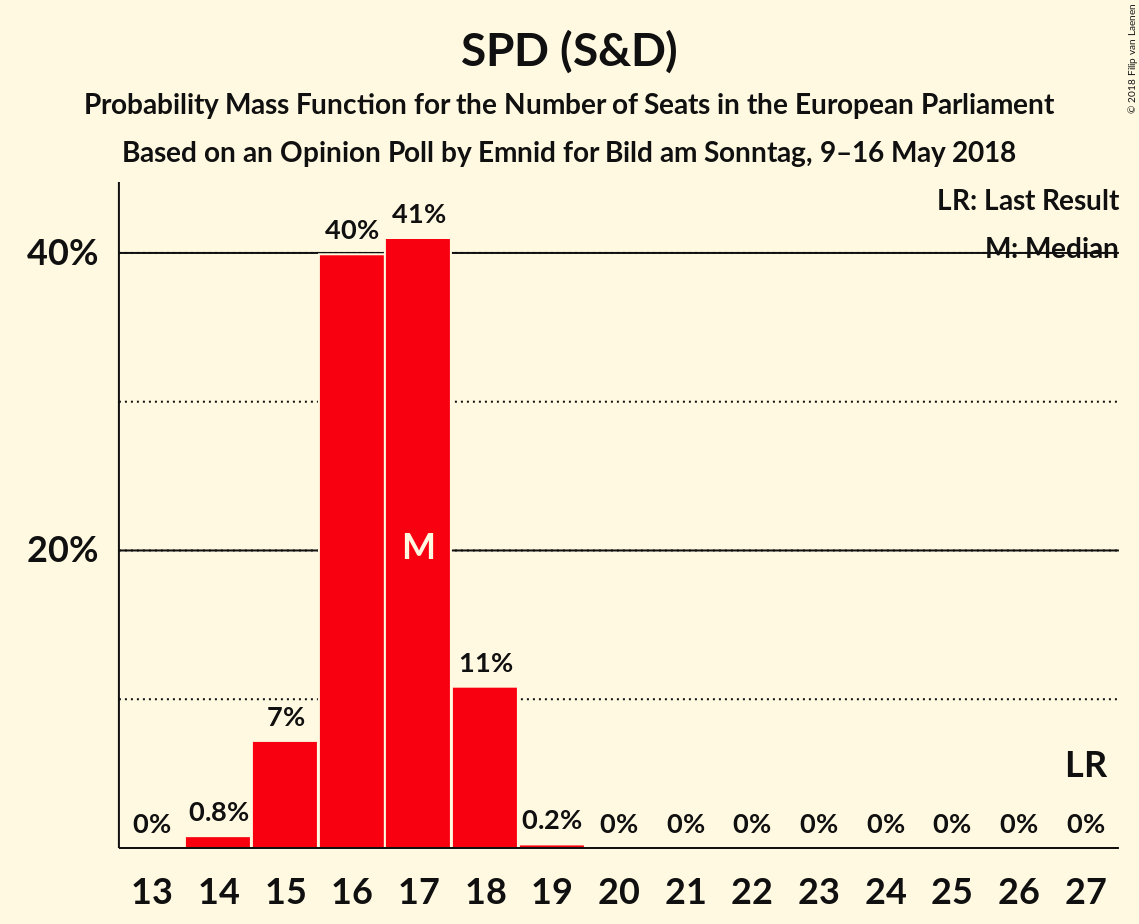 SPD (S&D)
Probability Mass Function for the Number of Seats in the European Parliament
Based on an Opinion Poll by Emnid for Bild am Sonntag, 9–16 May 2018
© 2018 Filip van Laenen
LR: Last Result
M: Median
40%
20%
0%
0.8%
7%
40%
41%
M
11%
0.2%
0%
0%
0%
0%
0%
0%
0%
LR
0%
13 14 15 16 17 18 19 20 21 22 23 24 25 26 27